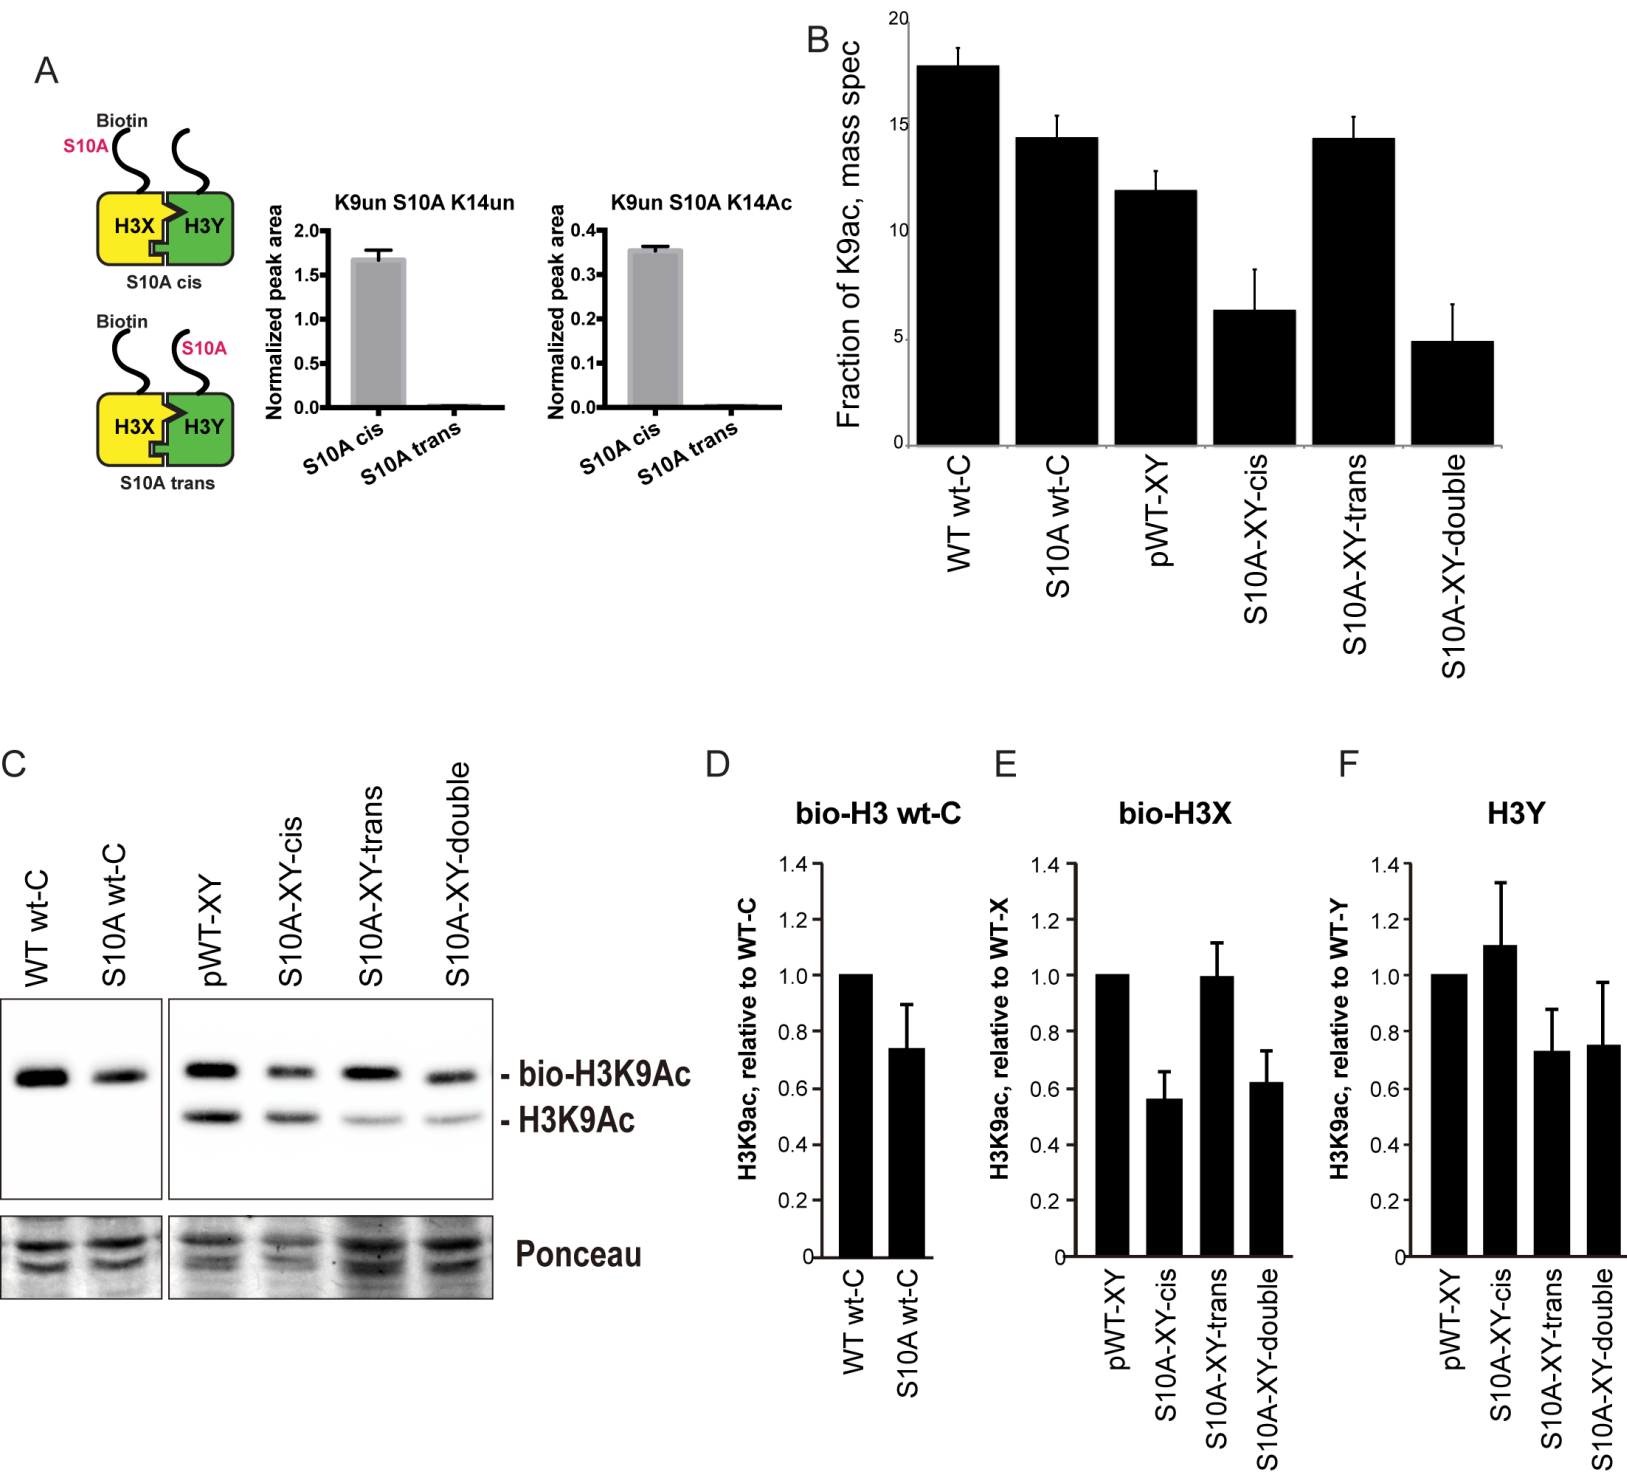 A
Biotin
S10A
H3X
H3Y
S10A cis
Biotin
S10A
H3X
H3Y
S10A trans
K9un S10A K14un
Normalized peak area
2.0
1.5
1.0
0.5
0.0
S10A cis
S10A trans
K9un S10A K14Ac
Normalized peak area
0.4
0.3
0.2
0.1
0.0
S10A cis
S10A trans
B
Fraction of K9ac, mass spec
20
15
10
5
0
WT wt-C
S10A wt-C
pWT-XY
S10A-XY-cis
S10A-XY-trans
S10A-XY-double
C
WT wt-C
S10A wt-C
pWT-XY
S10A-XY-cis
S10A-XY-trans
S10A-XY-double
- bio-H3K9Ac
- H3K9Ac
Ponceau
D
bio-H3 wt-C
H3K9ac, relative to WT-C
1.4
1.2
1.0
0.8
0.6
0.4
0.2
0
WT wt-C
S10A wt-C
E
bio-H3X
H3K9ac, relative to WT-X
1.4
1.2
1.0
0.8
0.6
0.4
0.2
0
pWT-XY
S10A-XY-cis
S10A-XY-trans
S10A-XY-double
F
H3Y
H3K9ac, relative to WT-Y
1.4
1.2
1.0
0.8
0.6
0.4
0.2
0
pWT-XY
S10A-XY-cis
S10A-XY-trans
S10A-XY-double